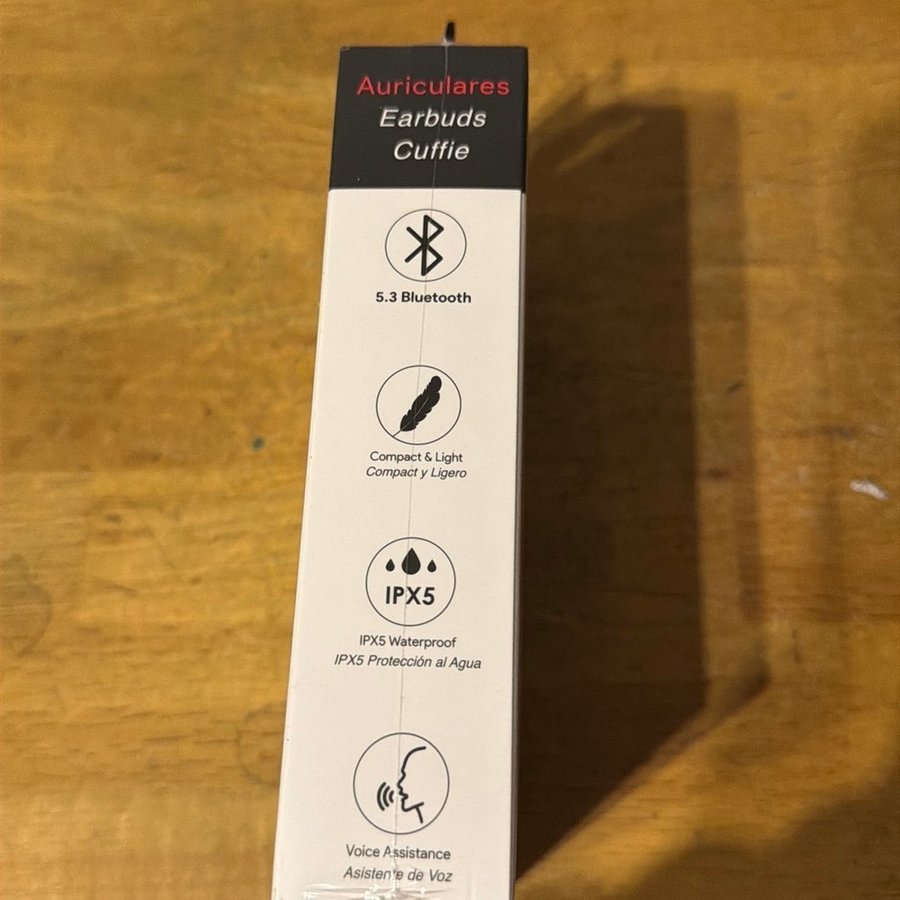 Auriculares
Earbuds
Cuffie
5.3 Bluetooth
Compact & Light
Compact y Ligero
IPX5
IPX5 Waterproof
IPX5 Protección al Agua
Voice Assistance
Asistente de Voz